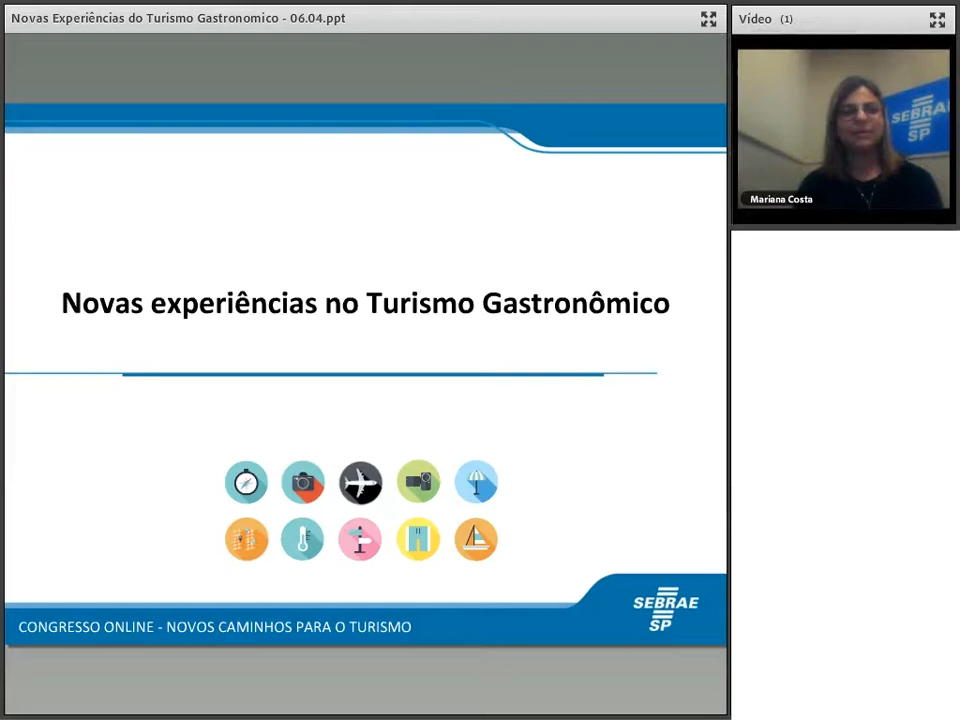 Novas Experiências do Turismo Gastronomico - 06.04.ppt
Vídeo (1)
SEBRAE
SP
Mariana Costa
Novas experiências no Turismo Gastronômico
SEBRAE
SP
CONGRESSO ONLINE - NOVOS CAMINHOS PARA O TURISMO